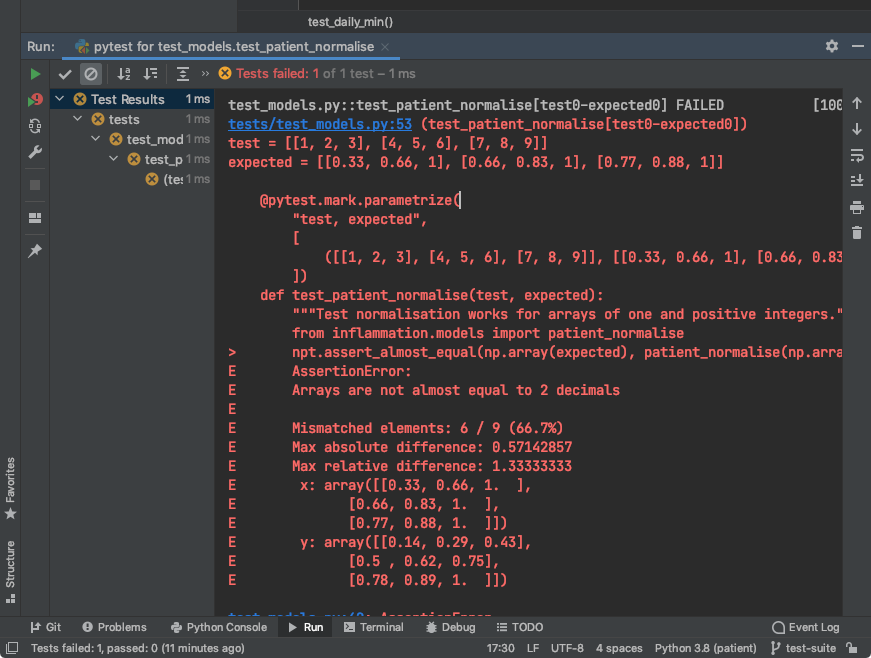 test_daily_min()
Run: pytest for test_models.test_patient_normalise ×
Tests failed: 1 of 1 test – 1 ms
Test Results 1 ms
tests 1 ms
test_mod 1 ms
test_p 1 ms
(tes 1 ms
test_models.py::test_patient_normalise[test0-expected0] FAILED [100
tests/test_models.py:53 (test_patient_normalise[test0-expected0])
test = [[1, 2, 3], [4, 5, 6], [7, 8, 9]]
expected = [[0.33, 0.66, 1], [0.66, 0.83, 1], [0.77, 0.88, 1]]
@pytest.mark.parametrize(
"test, expected",
[
([[1, 2, 3], [4, 5, 6], [7, 8, 9]], [[0.33, 0.66, 1], [0.66, 0.83
])
def test_patient_normalise(test, expected):
"""Test normalisation works for arrays of one and positive integers."
from inflammation.models import patient_normalise
> npt.assert_almost_equal(np.array(expected), patient_normalise(np.arra
E AssertionError:
E Arrays are not almost equal to 2 decimals
E
E Mismatched elements: 6 / 9 (66.7%)
E Max absolute difference: 0.57142857
E Max relative difference: 1.33333333
E x: array([[0.33, 0.66, 1. ],
E [0.66, 0.83, 1. ],
E [0.77, 0.88, 1. ]])
E y: array([[0.14, 0.29, 0.43],
E [0.5 , 0.62, 0.75],
E [0.78, 0.89, 1. ]])
Favorites
Structure
Git Problems Python Console Run Terminal Debug TODO Event Log
Tests failed: 1, passed: 0 (11 minutes ago) 17:30 LF UTF-8 4 spaces Python 3.8 (patient) test-suite